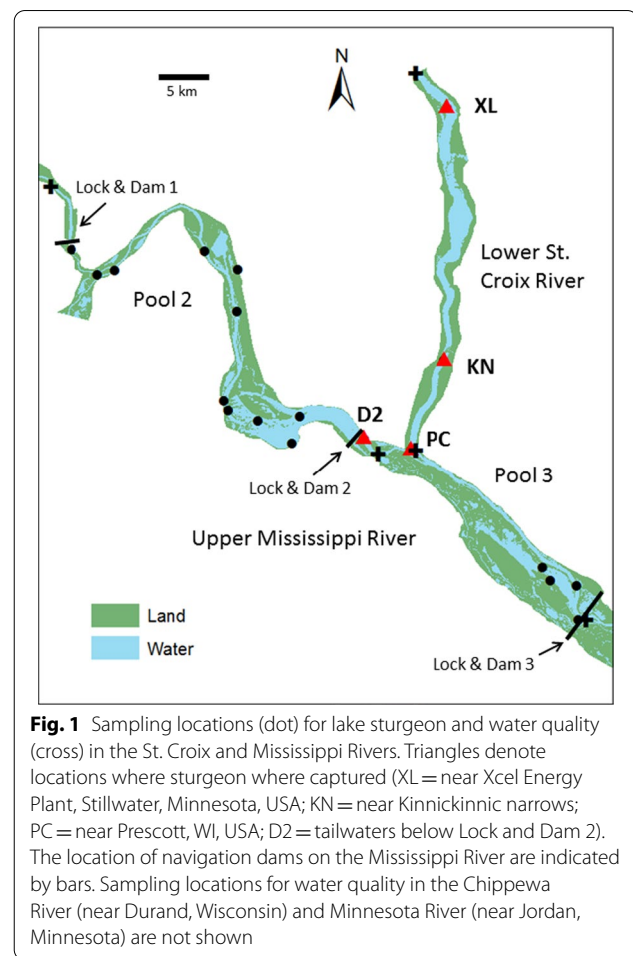 N
5 km
XL
Lock & Dam 1
Lower St.
Croix River
Pool 2
KN
D2
PC
Lock & Dam 2
Pool 3
Upper Mississippi River
Land
Water
Lock & Dam 3
Fig. 1 Sampling locations (dot) for lake sturgeon and water quality
(cross) in the St. Croix and Mississippi Rivers. Triangles denote
locations where sturgeon where captured (XL = near Xcel Energy
Plant, Stillwater, Minnesota, USA; KN = near Kinnickinnic narrows;
PC = near Prescott, WI, USA; D2 = tailwaters below Lock and Dam 2).
The location of navigation dams on the Mississippi River are indicated
by bars. Sampling locations for water quality in the Chippewa
River (near Durand, Wisconsin) and Minnesota River (near Jordan,
Minnesota) are not shown